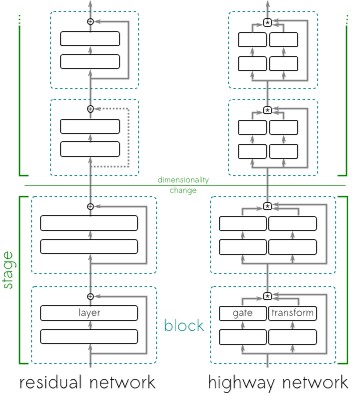 dimensionality
change
stage
layer
block
gate
transform
residual network
highway network